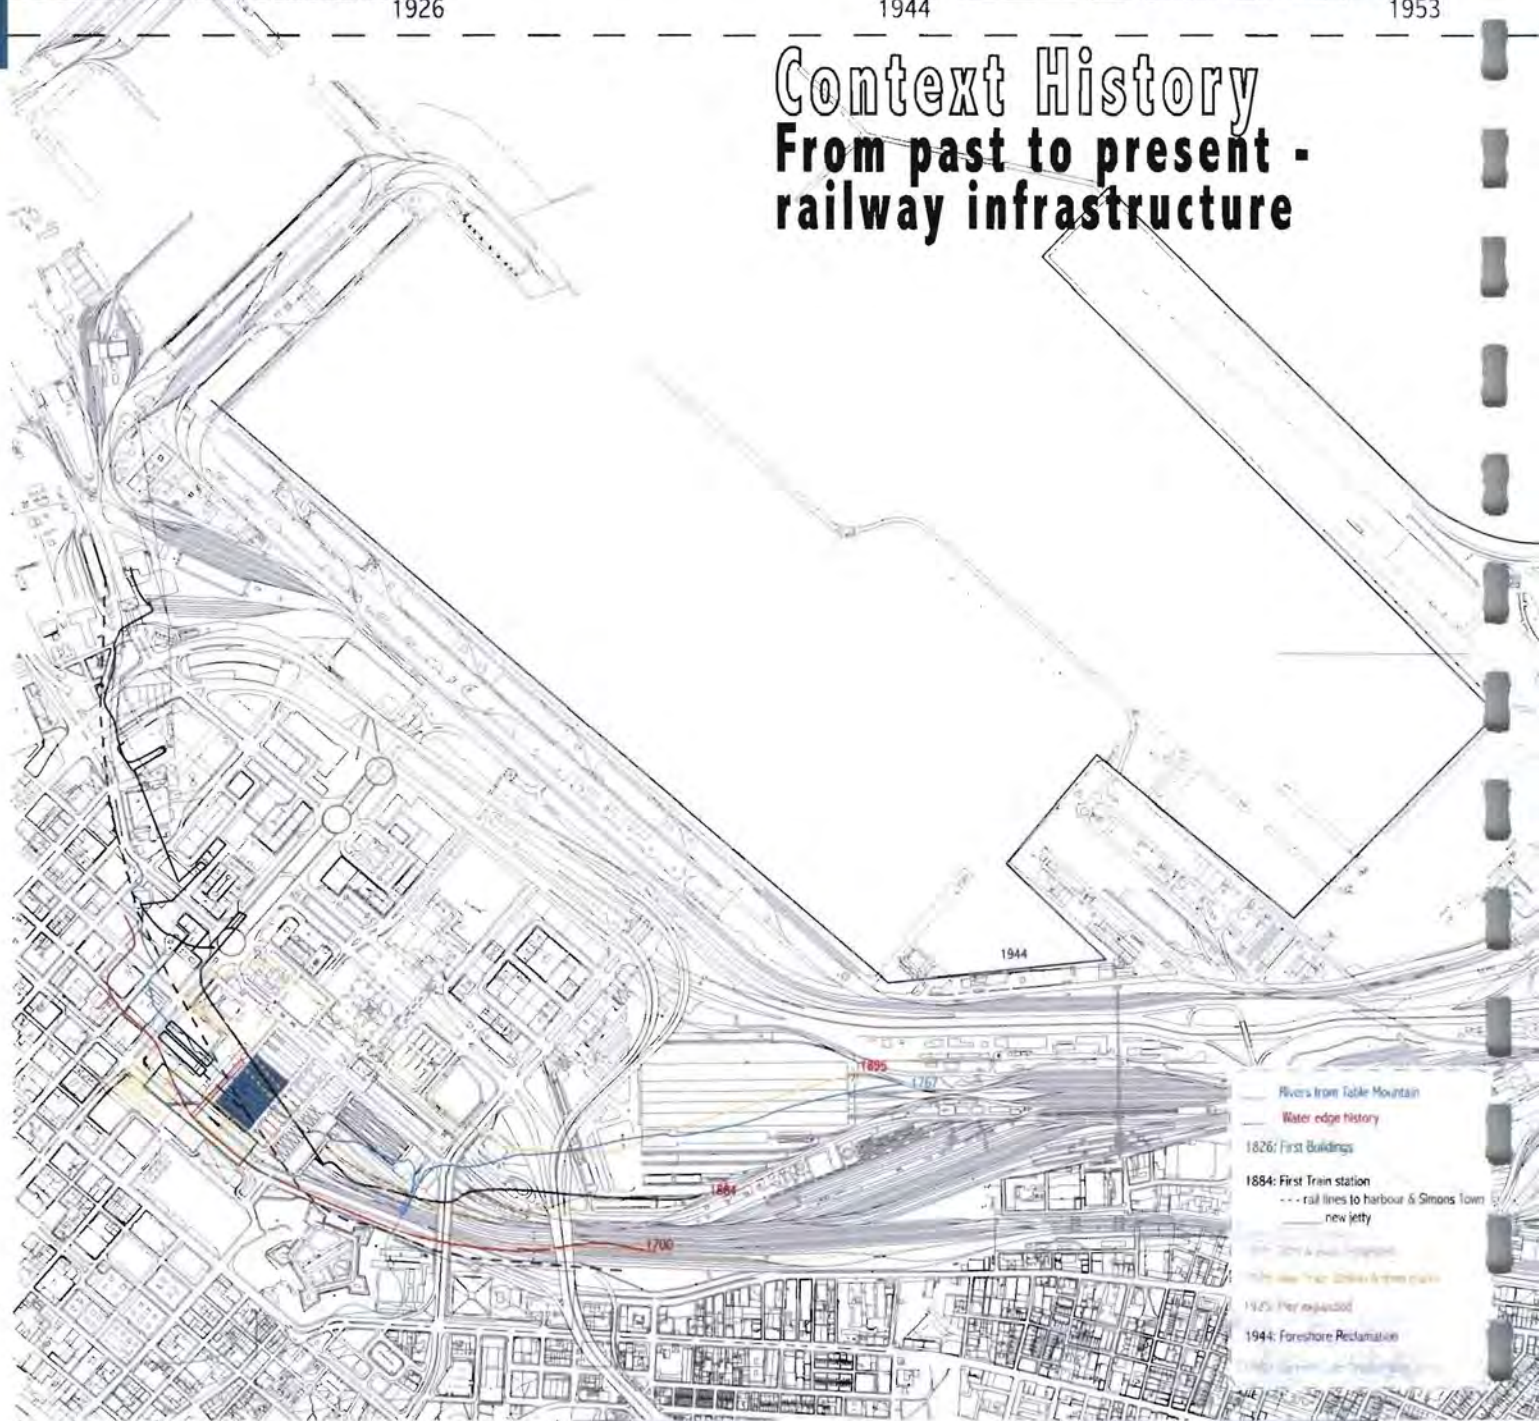 1926 1944 1953
Context History
From past to present -
railway infrastructure
1944
1895
1767
1884
1700
Rivers from Table Mountain
Water edge history
1826: First Buildings
1884: First Train station
- - - rail lines to harbour & Simons Town
new jetty
1925: Pier expanded
1944: Foreshore Reclamation